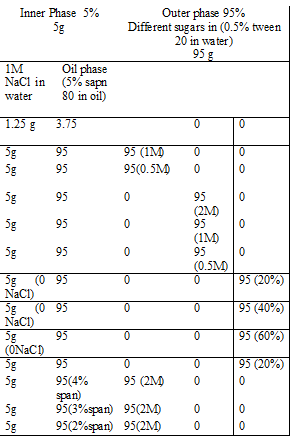 Inner Phase 5% Outer phase 95%
5g Different sugars in (0.5% tween
20 in water)
95 g
1M Oil phase
NaCl in (5% sapn
water 80 in oil)
1.25 g 3.75 0 0
5g 95 95 (1M) 0 0
5g 95 95(0.5M) 0 0
5g 95 0 95 0
(2M)
5g 95 0 95 0
(1M)
5g 95 0 95 0
(0.5M)
5g (0 95 0 0 95 (20%)
NaCl)
5g (0 95 0 0 95 (40%)
NaCl)
5g 95 0 0 95 (60%)
(0NaCl)
5g 95 0 0 95 (20%)
5g 95(4% 95 (2M) 0 0
span)
5g 95(3%span) 95(2M) 0 0
5g 95(2%span) 95(2M) 0 0